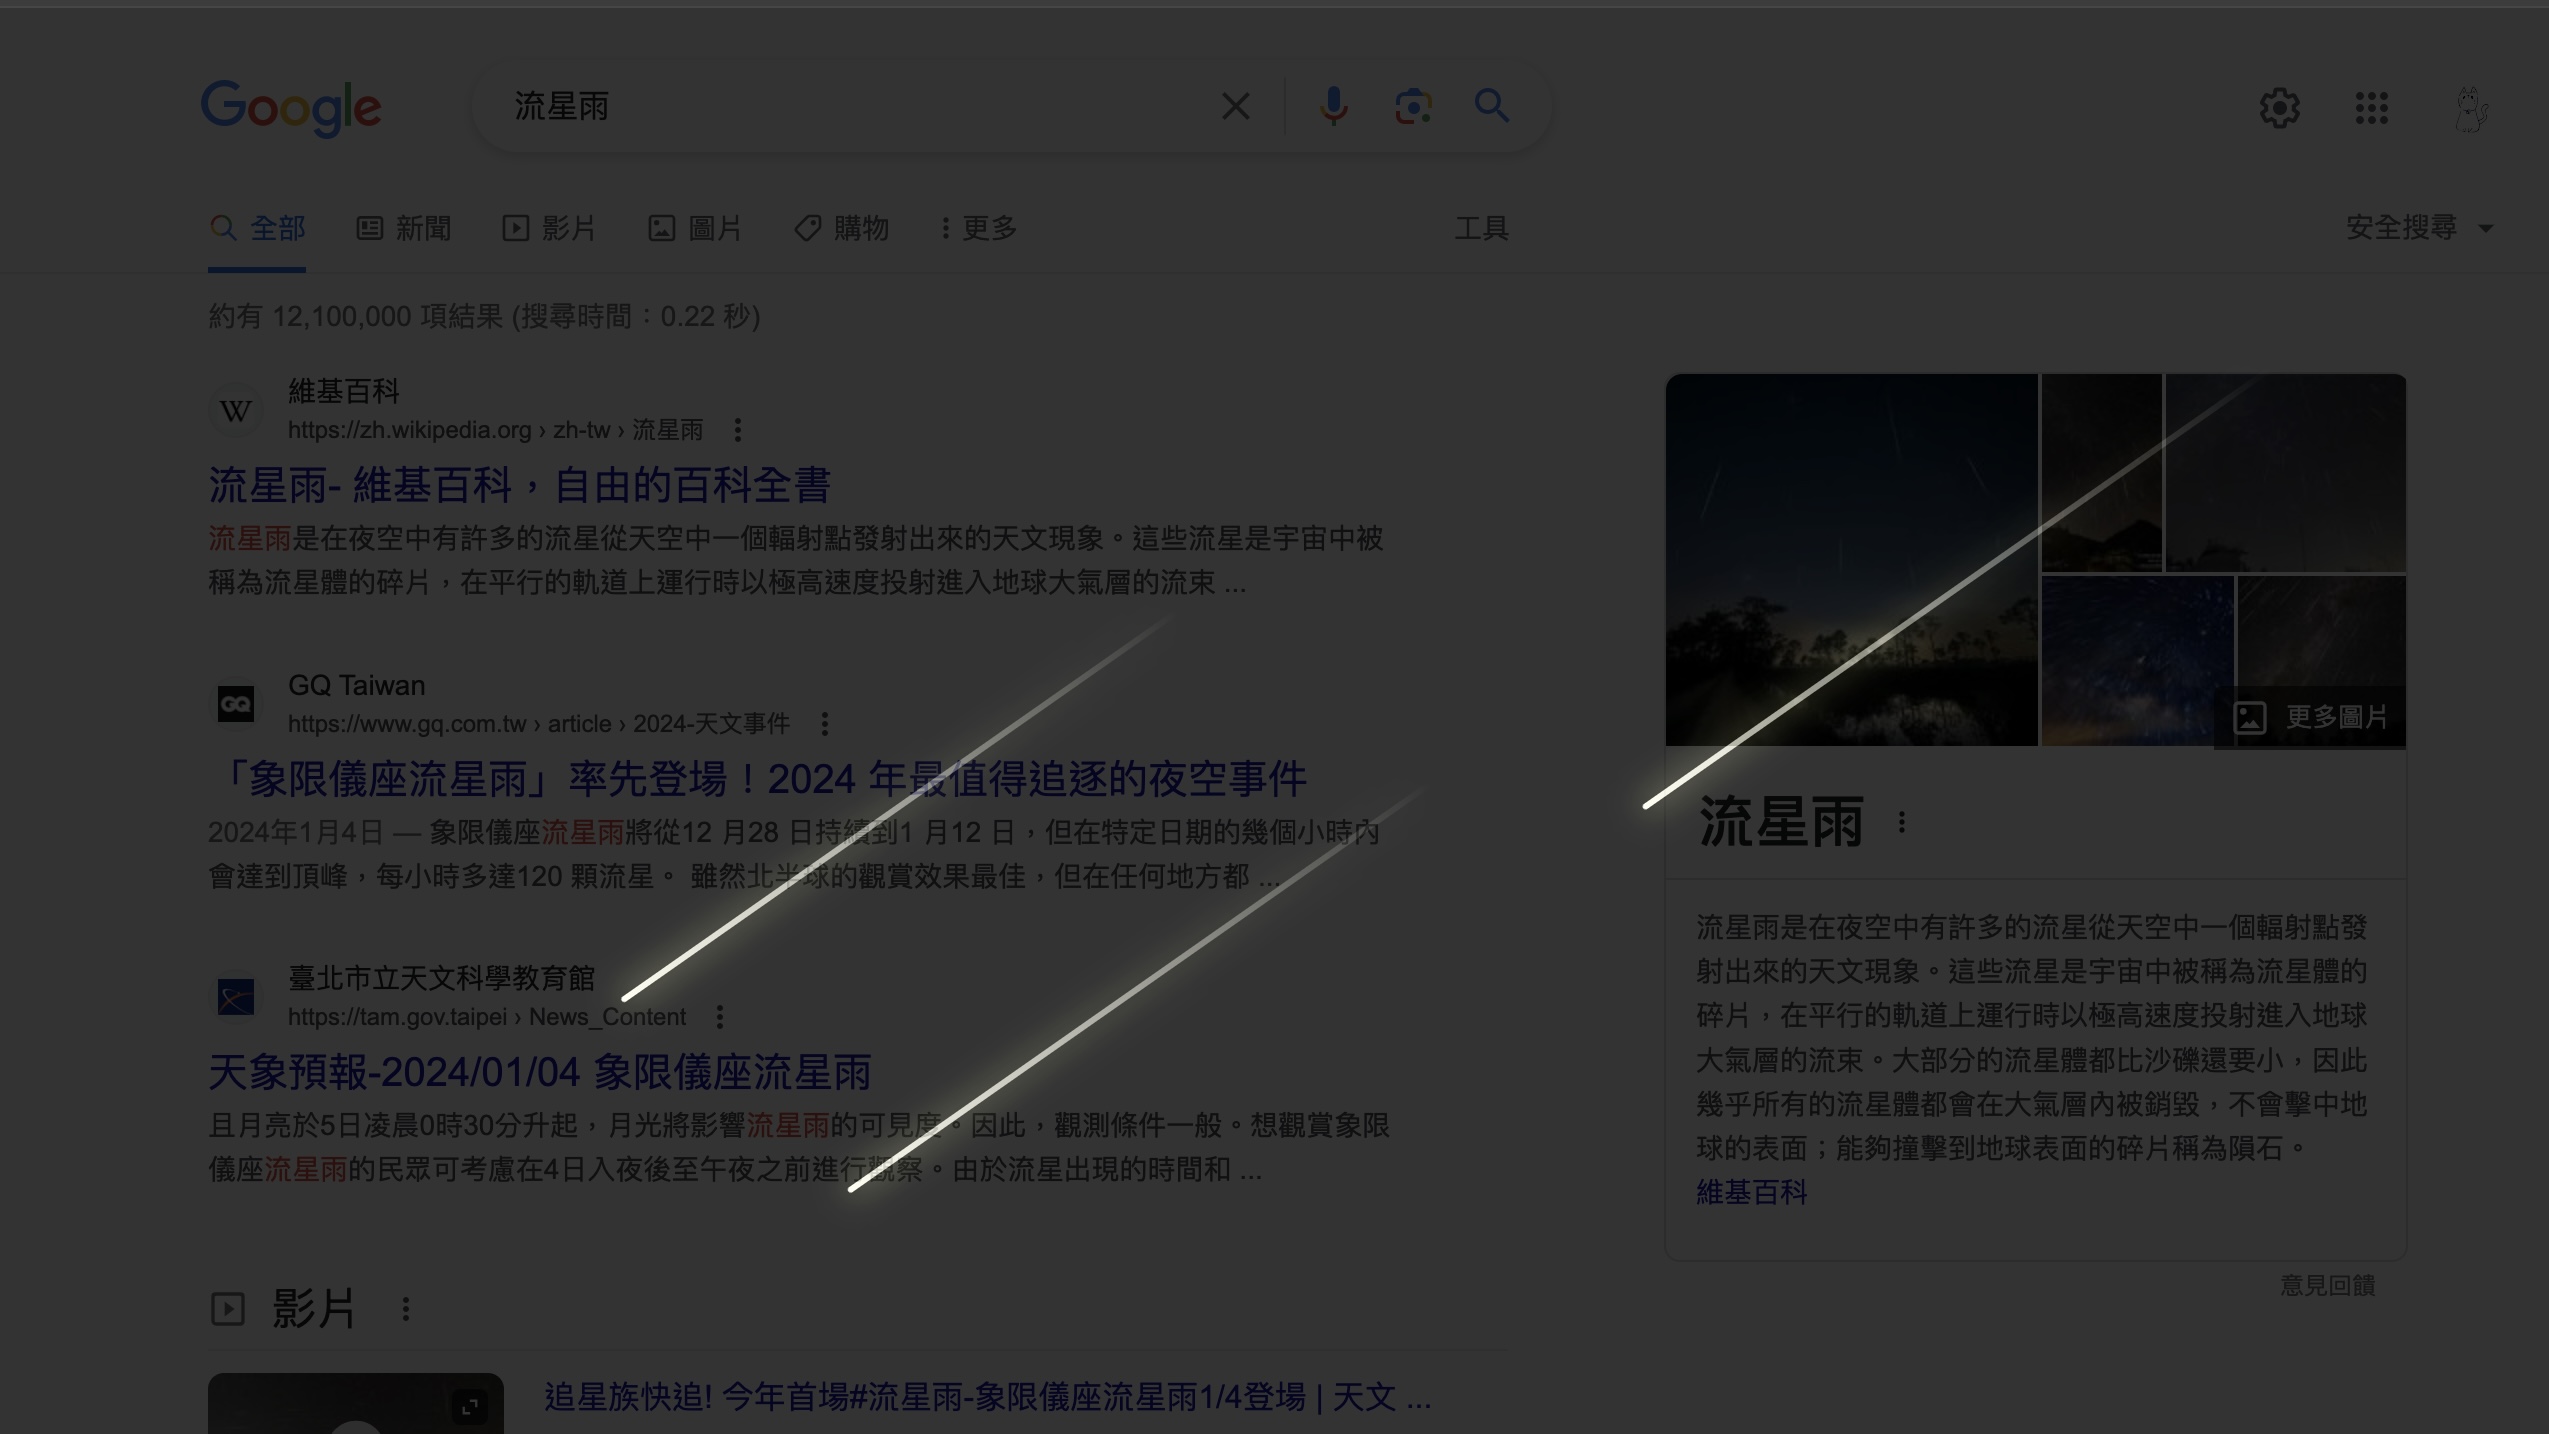 Google
流星雨
全部
新聞
影片
圖片
購物
更多
工具
安全搜尋
約有 12,100,000 項結果 (搜尋時間：0.22 秒)
W
維基百科
https://zh.wikipedia.org › zh-tw › 流星雨
流星雨- 維基百科，自由的百科全書
流星雨是在夜空中有許多的流星從天空中一個輻射點發射出來的天文現象。這些流星是宇宙中被
稱為流星體的碎片，在平行的軌道上運行時以極高速度投射進入地球大氣層的流束 ...
GQ
GQ Taiwan
https://www.gq.com.tw › article › 2024-天文事件
「象限儀座流星雨」率先登場！2024 年最值得追逐的夜空事件
2024年1月4日 — 象限儀座流星雨將從12 月28 日持續到1 月12 日，但在特定日期的幾個小時內
會達到頂峰，每小時多達120 顆流星。 雖然北半球的觀賞效果最佳，但在任何地方都 ...
臺北市立天文科學教育館
https://tam.gov.taipei › News_Content
天象預報-2024/01/04 象限儀座流星雨
且月亮於5日凌晨0時30分升起，月光將影響流星雨的可見度。因此，觀測條件一般。想觀賞象限
儀座流星雨的民眾可考慮在4日入夜後至午夜之前進行觀察。由於流星出現的時間和 ...
影片
追星族快追! 今年首場#流星雨-象限儀座流星雨1/4登場 | 天文 ...
更多圖片
流星雨
流星雨是在夜空中有許多的流星從天空中一個輻射點發
射出來的天文現象。這些流星是宇宙中被稱為流星體的
碎片，在平行的軌道上運行時以極高速度投射進入地球
大氣層的流束。大部分的流星體都比沙礫還要小，因此
幾乎所有的流星體都會在大氣層內被銷毀，不會擊中地
球的表面；能夠撞擊到地球表面的碎片稱為隕石。
維基百科
意見回饋